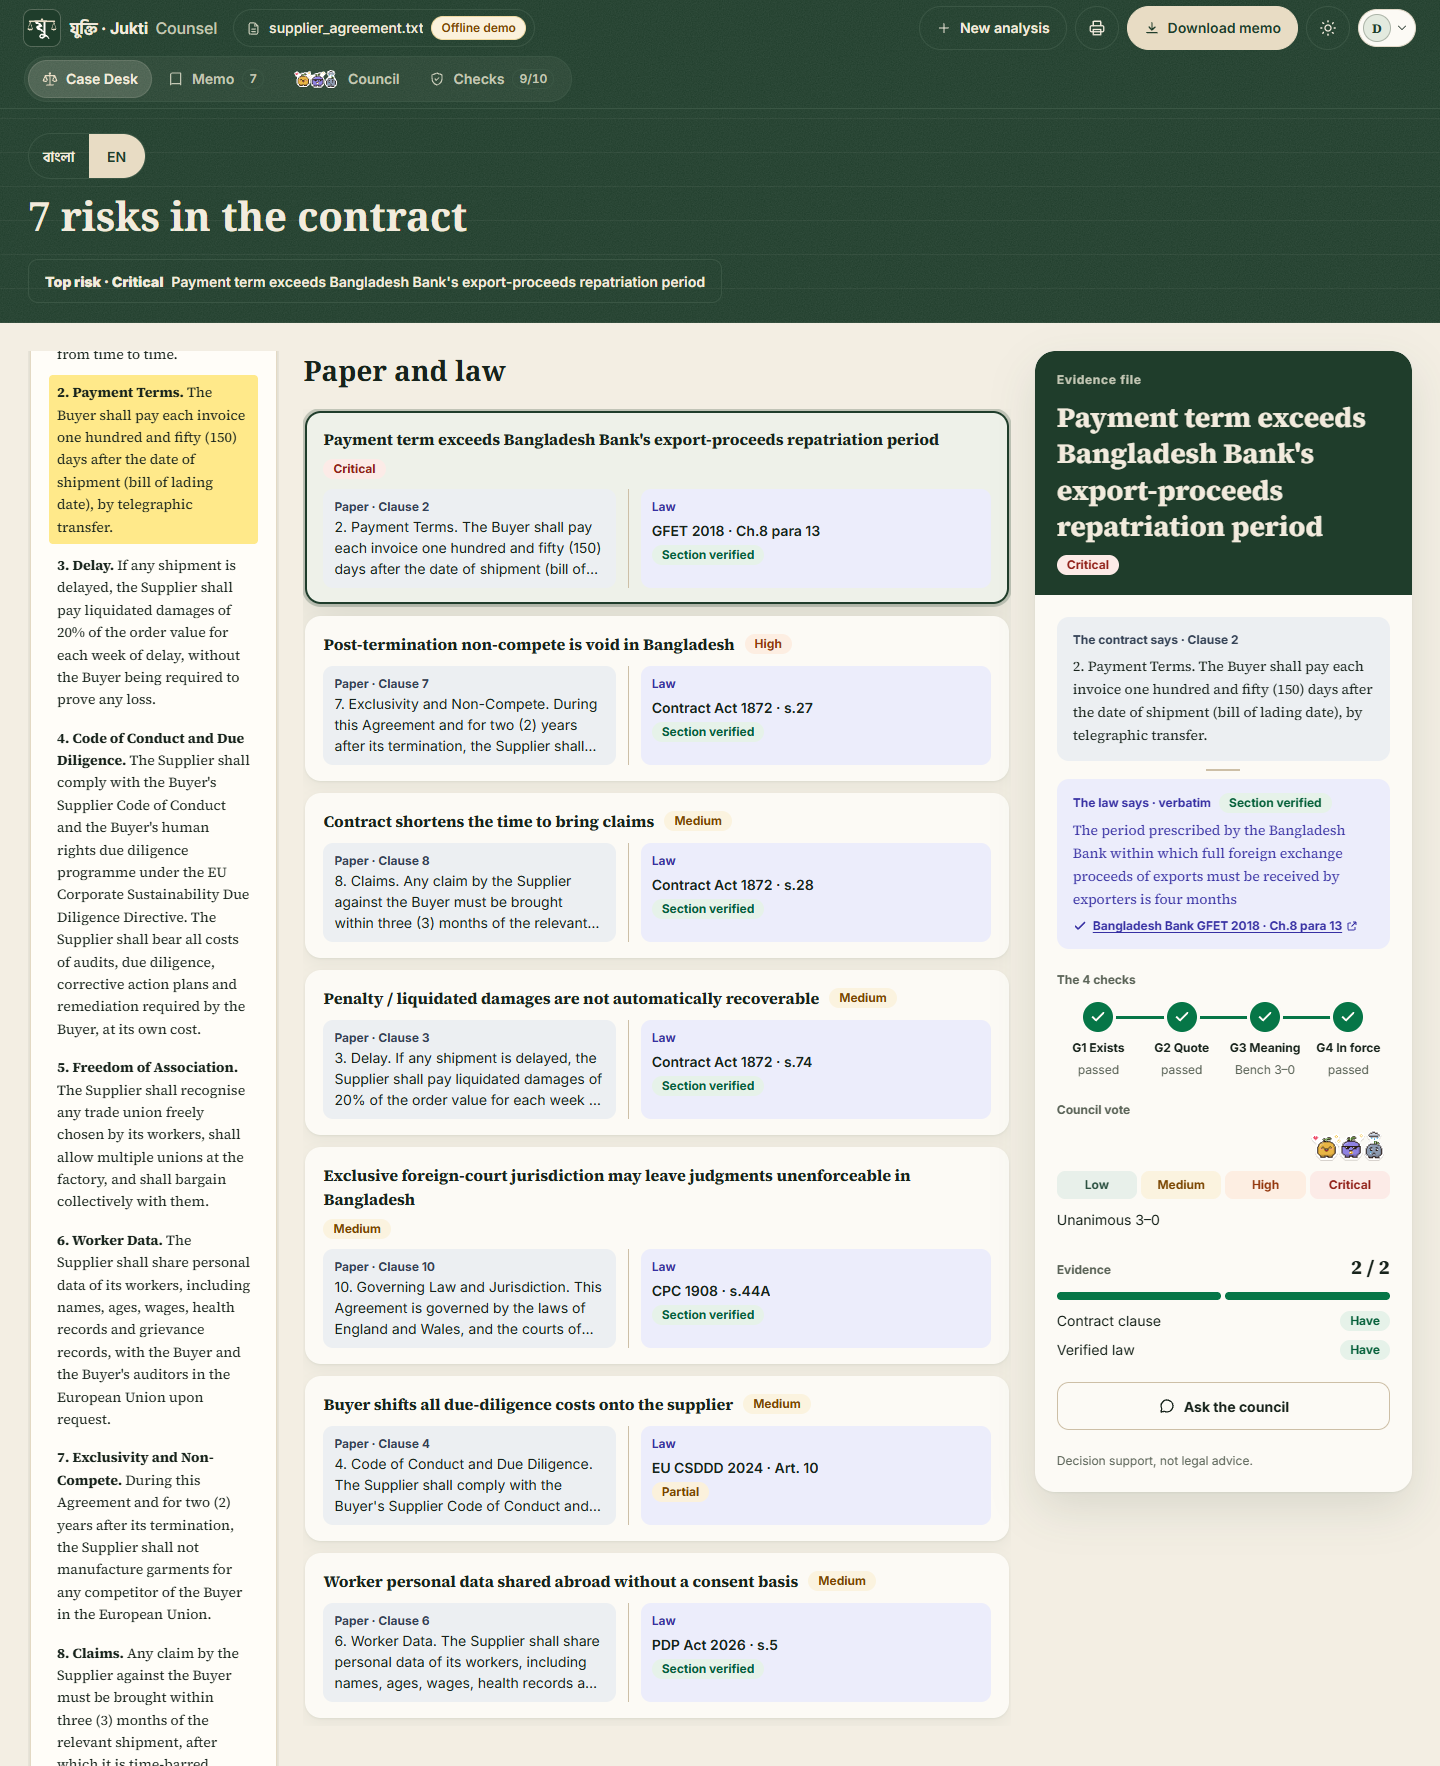 যু
যুক্তি · Jukti Counsel
supplier_agreement.txt
Offline demo
New analysis
Download memo
D
Case Desk
Memo 7
Council
Checks 9/10
বাংলা
EN
7 risks in the contract
Top risk · Critical Payment term exceeds Bangladesh Bank's export-proceeds repatriation period
from time to time.
2. Payment Terms. The
Buyer shall pay each invoice
one hundred and fifty (150)
days after the date of
shipment (bill of lading
date), by telegraphic
transfer.
3. Delay. If any shipment is
delayed, the Supplier shall
pay liquidated damages of
20% of the order value for
each week of delay, without
the Buyer being required to
prove any loss.
4. Code of Conduct and Due
Diligence. The Supplier shall
comply with the Buyer's
Supplier Code of Conduct
and the Buyer's human
rights due diligence
programme under the EU
Corporate Sustainability Due
Diligence Directive. The
Supplier shall bear all costs
of audits, due diligence,
corrective action plans and
remediation required by the
Buyer, at its own cost.
5. Freedom of Association.
The Supplier shall recognise
any trade union freely
chosen by its workers, shall
allow multiple unions at the
factory, and shall bargain
collectively with them.
6. Worker Data. The
Supplier shall share personal
data of its workers, including
names, ages, wages, health
records and grievance
records, with the Buyer and
the Buyer's auditors in the
European Union upon
request.
7. Exclusivity and Non-
Compete. During this
Agreement and for two (2)
years after its termination,
the Supplier shall not
manufacture garments for
any competitor of the Buyer
in the European Union.
8. Claims. Any claim by the
Supplier against the Buyer
must be brought within
three (3) months of the
relevant shipment, after
which it is time-barred
Paper and law
Payment term exceeds Bangladesh Bank's export-proceeds repatriation period
Critical
Paper · Clause 2
2. Payment Terms. The Buyer shall pay
each invoice one hundred and fifty (150)
days after the date of shipment (bill of...
Law
GFET 2018 · Ch.8 para 13
Section verified
Post-termination non-compete is void in Bangladesh
High
Paper · Clause 7
7. Exclusivity and Non-Compete. During
this Agreement and for two (2) years
after its termination, the Supplier shall...
Law
Contract Act 1872 · s.27
Section verified
Contract shortens the time to bring claims
Medium
Paper · Clause 8
8. Claims. Any claim by the Supplier
against the Buyer must be brought
within three (3) months of the relevant...
Law
Contract Act 1872 · s.28
Section verified
Penalty / liquidated damages are not automatically recoverable
Medium
Paper · Clause 3
3. Delay. If any shipment is delayed, the
Supplier shall pay liquidated damages of
20% of the order value for each week ...
Law
Contract Act 1872 · s.74
Section verified
Exclusive foreign-court jurisdiction may leave judgments unenforceable in
Bangladesh
Medium
Paper · Clause 10
10. Governing Law and Jurisdiction. This
Agreement is governed by the laws of
England and Wales, and the courts of...
Law
CPC 1908 · s.44A
Section verified
Buyer shifts all due-diligence costs onto the supplier
Medium
Paper · Clause 4
4. Code of Conduct and Due Diligence.
The Supplier shall comply with the
Buyer's Supplier Code of Conduct and...
Law
EU CSDDD 2024 · Art. 10
Partial
Worker personal data shared abroad without a consent basis
Medium
Paper · Clause 6
6. Worker Data. The Supplier shall share
personal data of its workers, including
names, ages, wages, health records a...
Law
PDP Act 2026 · s.5
Section verified
Evidence file
Payment term exceeds
Bangladesh Bank's
export-proceeds
repatriation period
Critical
The contract says · Clause 2
2. Payment Terms. The Buyer shall pay each
invoice one hundred and fifty (150) days after
the date of shipment (bill of lading date), by
telegraphic transfer.
The law says · verbatim
Section verified
The period prescribed by the Bangladesh
Bank within which full foreign exchange
proceeds of exports must be received by
exporters is four months
Bangladesh Bank GFET 2018 · Ch.8 para 13
The 4 checks
G1 Exists
passed
G2 Quote
passed
G3 Meaning
Bench 3–0
G4 In force
passed
Council vote
Low
Medium
High
Critical
Unanimous 3–0
Evidence
2 / 2
Contract clause
Have
Verified law
Have
Ask the council
Decision support, not legal advice.